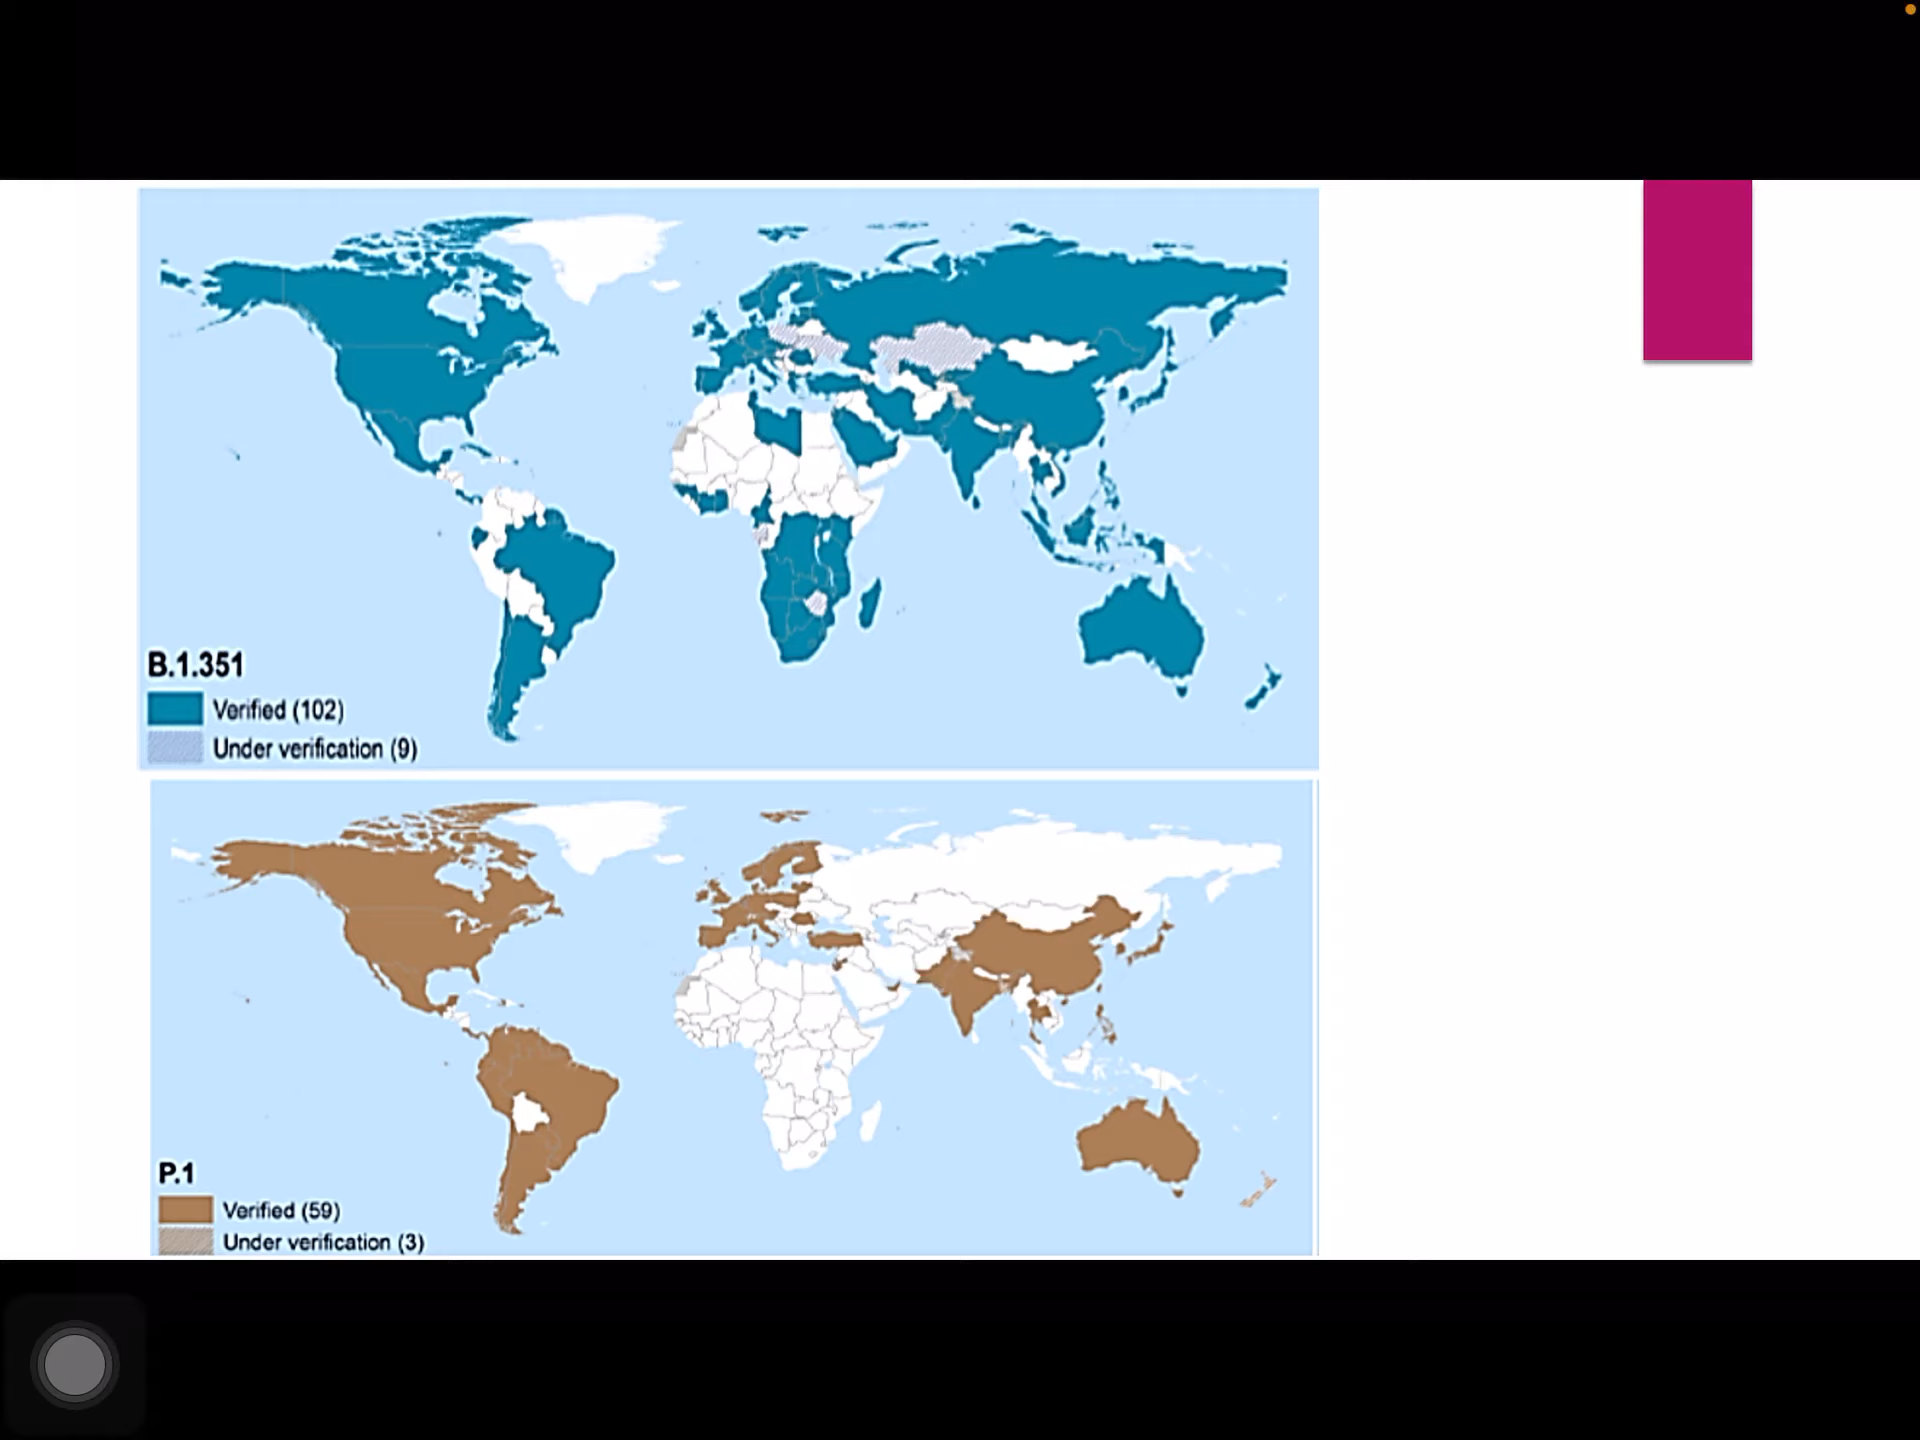 B.1.351
Verified (102)
Under verification (9)
P.1
Verified (59)
Under verification (3)